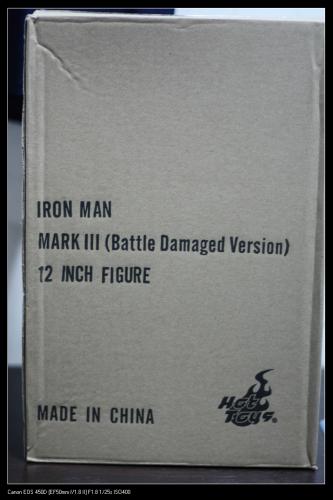 IRON MAN
MARK III (Battle Damaged Version)
12 INCH FIGURE
Hot
Toys®
MADE IN CHINA
Canon EOS 450D (EF50mm f/1.8 II) F1.8 1/25s ISO400